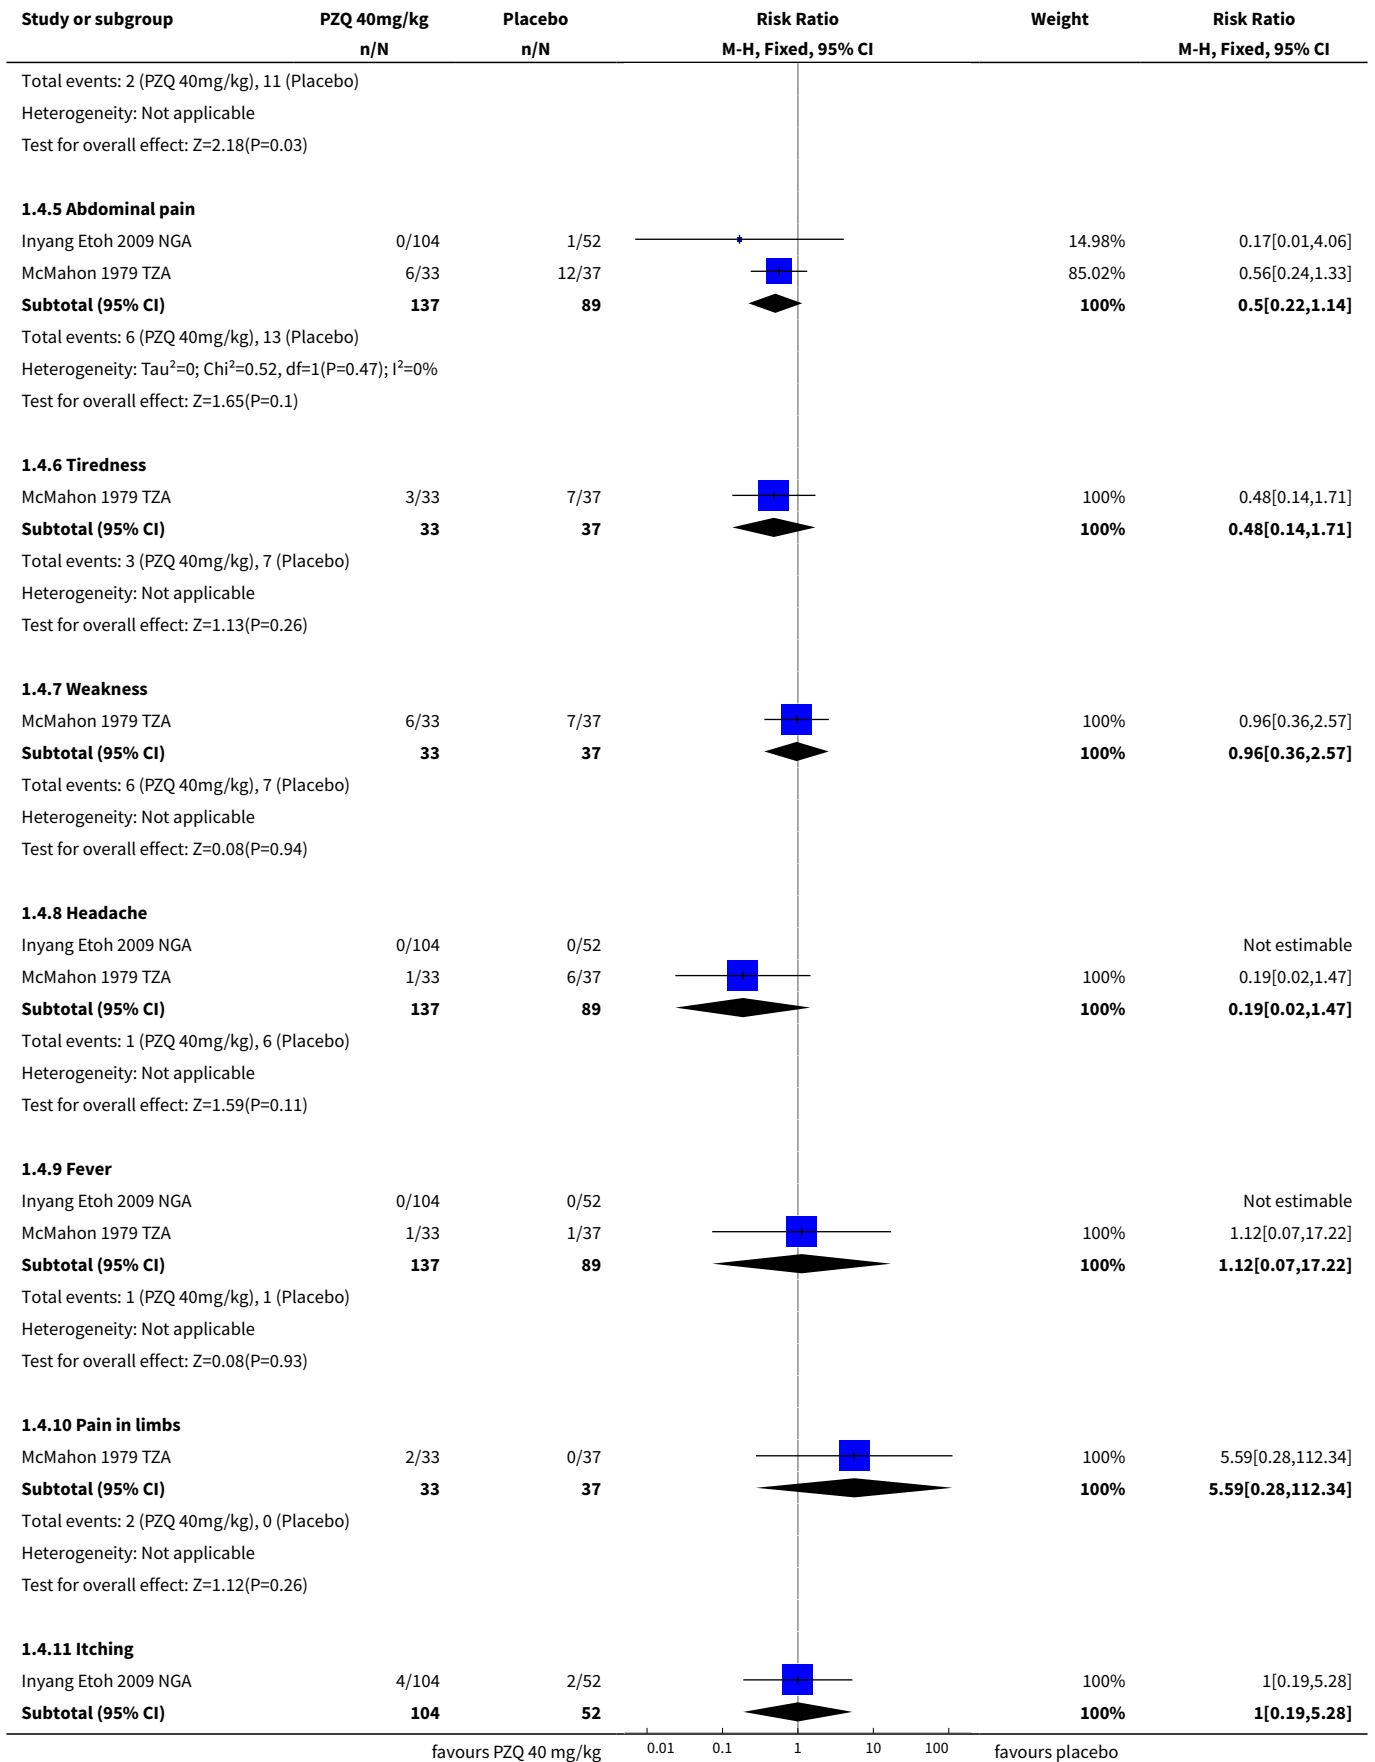 Study or subgroup PZQ 40mg/kg Placebo Risk Ratio Weight Risk Ratio
n/N n/N M-H, Fixed, 95% CI M-H, Fixed, 95% CI
Total events: 2 (PZQ 40mg/kg), 11 (Placebo)
Heterogeneity: Not applicable
Test for overall effect: Z=2.18(P=0.03)
1.4.5 Abdominal pain
Inyang Etoh 2009 NGA 0/104 1/52 14.98% 0.17[0.01,4.06]
McMahon 1979 TZA 6/33 12/37 85.02% 0.56[0.24,1.33]
Subtotal (95% CI) 137 89 100% 0.5[0.22,1.14]
Total events: 6 (PZQ 40mg/kg), 13 (Placebo)
Heterogeneity: Tau²=0; Chi²=0.52, df=1(P=0.47); I²=0%
Test for overall effect: Z=1.65(P=0.1)
1.4.6 Tiredness
McMahon 1979 TZA 3/33 7/37 100% 0.48[0.14,1.71]
Subtotal (95% CI) 33 37 100% 0.48[0.14,1.71]
Total events: 3 (PZQ 40mg/kg), 7 (Placebo)
Heterogeneity: Not applicable
Test for overall effect: Z=1.13(P=0.26)
1.4.7 Weakness
McMahon 1979 TZA 6/33 7/37 100% 0.96[0.36,2.57]
Subtotal (95% CI) 33 37 100% 0.96[0.36,2.57]
Total events: 6 (PZQ 40mg/kg), 7 (Placebo)
Heterogeneity: Not applicable
Test for overall effect: Z=0.08(P=0.94)
1.4.8 Headache
Inyang Etoh 2009 NGA 0/104 0/52 Not estimable
McMahon 1979 TZA 1/33 6/37 100% 0.19[0.02,1.47]
Subtotal (95% CI) 137 89 100% 0.19[0.02,1.47]
Total events: 1 (PZQ 40mg/kg), 6 (Placebo)
Heterogeneity: Not applicable
Test for overall effect: Z=1.59(P=0.11)
1.4.9 Fever
Inyang Etoh 2009 NGA 0/104 0/52 Not estimable
McMahon 1979 TZA 1/33 1/37 100% 1.12[0.07,17.22]
Subtotal (95% CI) 137 89 100% 1.12[0.07,17.22]
Total events: 1 (PZQ 40mg/kg), 1 (Placebo)
Heterogeneity: Not applicable
Test for overall effect: Z=0.08(P=0.93)
1.4.10 Pain in limbs
McMahon 1979 TZA 2/33 0/37 100% 5.59[0.28,112.34]
Subtotal (95% CI) 33 37 100% 5.59[0.28,112.34]
Total events: 2 (PZQ 40mg/kg), 0 (Placebo)
Heterogeneity: Not applicable
Test for overall effect: Z=1.12(P=0.26)
1.4.11 Itching
Inyang Etoh 2009 NGA 4/104 2/52 100% 1[0.19,5.28]
Subtotal (95% CI) 104 52 100% 1[0.19,5.28]
favours PZQ 40 mg/kg 0.01 0.1 1 10 100 favours placebo